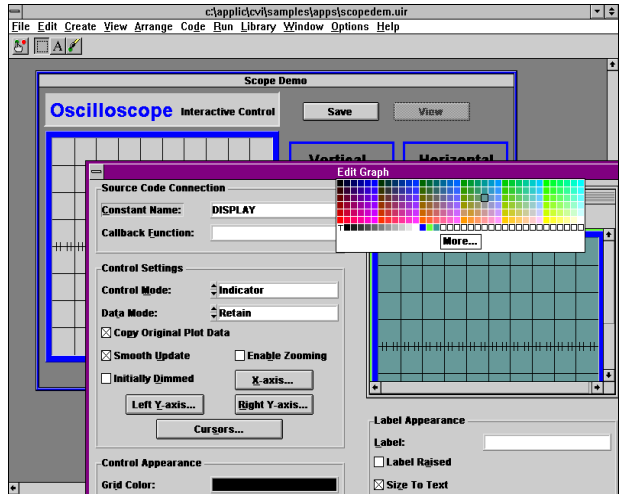 c:\applic\cvi\samples\apps\scopedem.uir
File Edit Create View Arrange Code Run Library Window Options Help
A
Scope Demo
Oscilloscope Interactive Control Save View
Vertical Horizontal
Edit Graph
Source Code Connection
Constant Name: DISPLAY
Callback Function:
T
More...
Control Settings
Control Mode: Indicator
Data Mode: Retain
Copy Original Plot Data
Smooth Update Enable Zooming
Initially Dimmed X-axis...
Left Y-axis... Right Y-axis...
Cursors...
Label Appearance
Label:
Label Raised
Size To Text
Control Appearance
Grid Color: